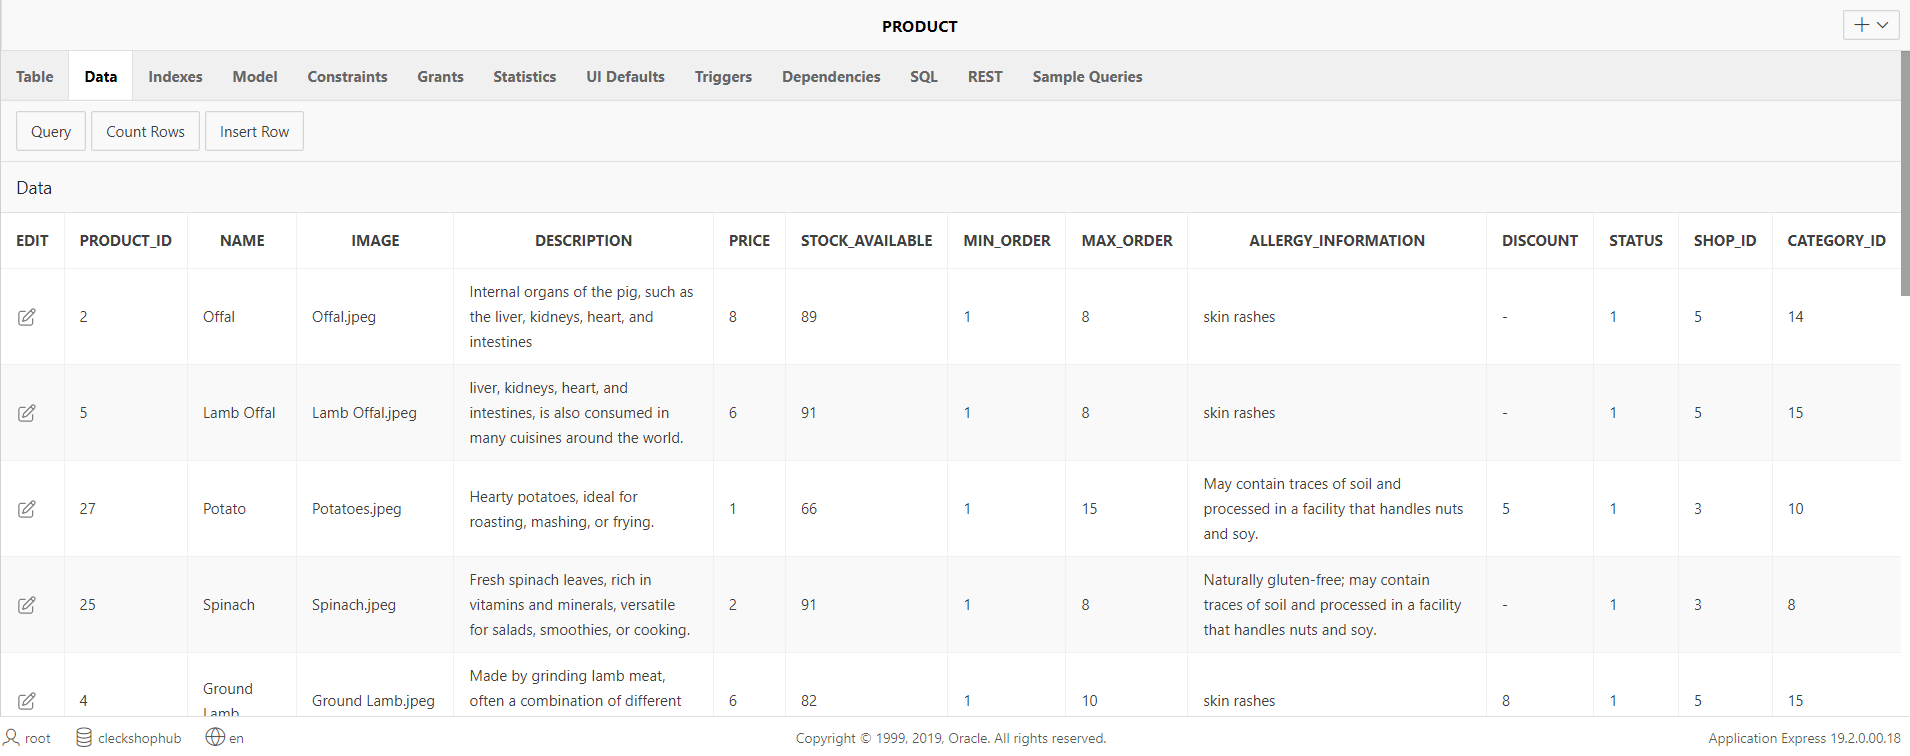 PRODUCT
Table Data Indexes Model Constraints Grants Statistics UI Defaults Triggers Dependencies SQL REST Sample Queries
Query Count Rows Insert Row
Data
EDIT PRODUCT_ID NAME IMAGE DESCRIPTION PRICE STOCK_AVAILABLE MIN_ORDER MAX_ORDER ALLERGY_INFORMATION DISCOUNT STATUS SHOP_ID CATEGORY_ID
Internal organs of the pig, such as
2 Offal Offal.jpeg the liver, kidneys, heart, and 8 89 1 8 skin rashes - 1 5 14
intestines
liver, kidneys, heart, and
5 Lamb Offal Lamb Offal.jpeg intestines, is also consumed in 6 91 1 8 skin rashes - 1 5 15
many cuisines around the world.
May contain traces of soil and
Hearty potatoes, ideal for
27 Potato Potatoes.jpeg 1 66 1 15 processed in a facility that handles nuts 5 1 3 10
roasting, mashing, or frying.
and soy.
Fresh spinach leaves, rich in Naturally gluten-free; may contain
25 Spinach Spinach.jpeg vitamins and minerals, versatile 2 91 1 8 traces of soil and processed in a facility - 1 3 8
for salads, smoothies, or cooking. that handles nuts and soy.
Made by grinding lamb meat,
Ground
4 Ground Lamb.jpeg often a combination of different 6 82 1 10 skin rashes 8 1 5 15
Lamb
root cleckshophub en Copyright © 1999, 2019, Oracle. All rights reserved. Application Express 19.2.0.00.18